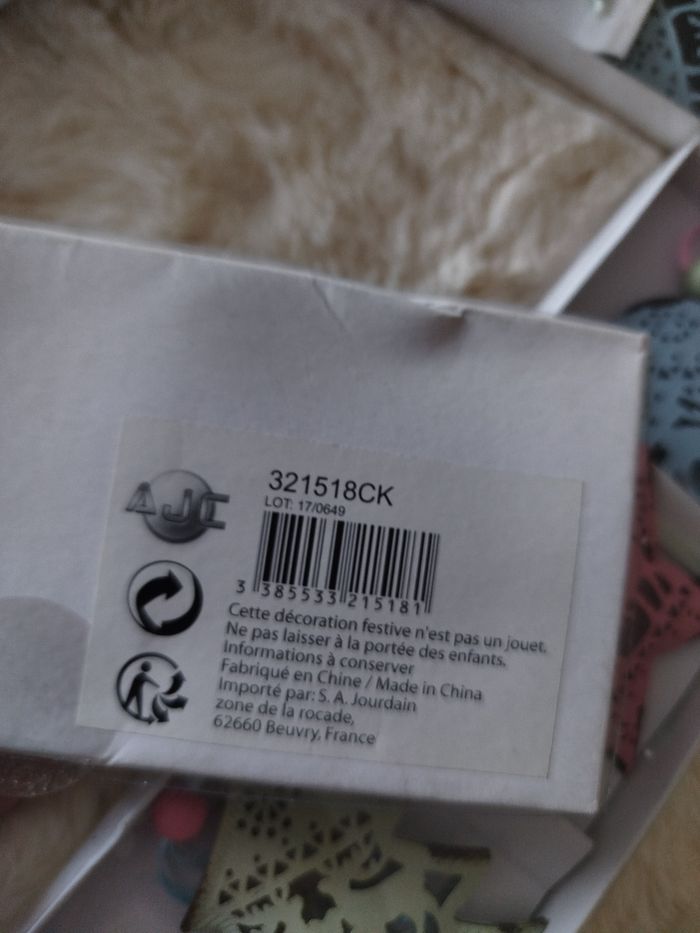 AJC
321518CK
LOT: 17/0649
3 385533 215181
Cette décoration festive n'est pas un jouet.
Ne pas laisser à la portée des enfants.
Informations à conserver
Fabriqué en Chine / Made in China
Importé par: S. A. Jourdain
zone de la rocade,
62660 Beuvry, France